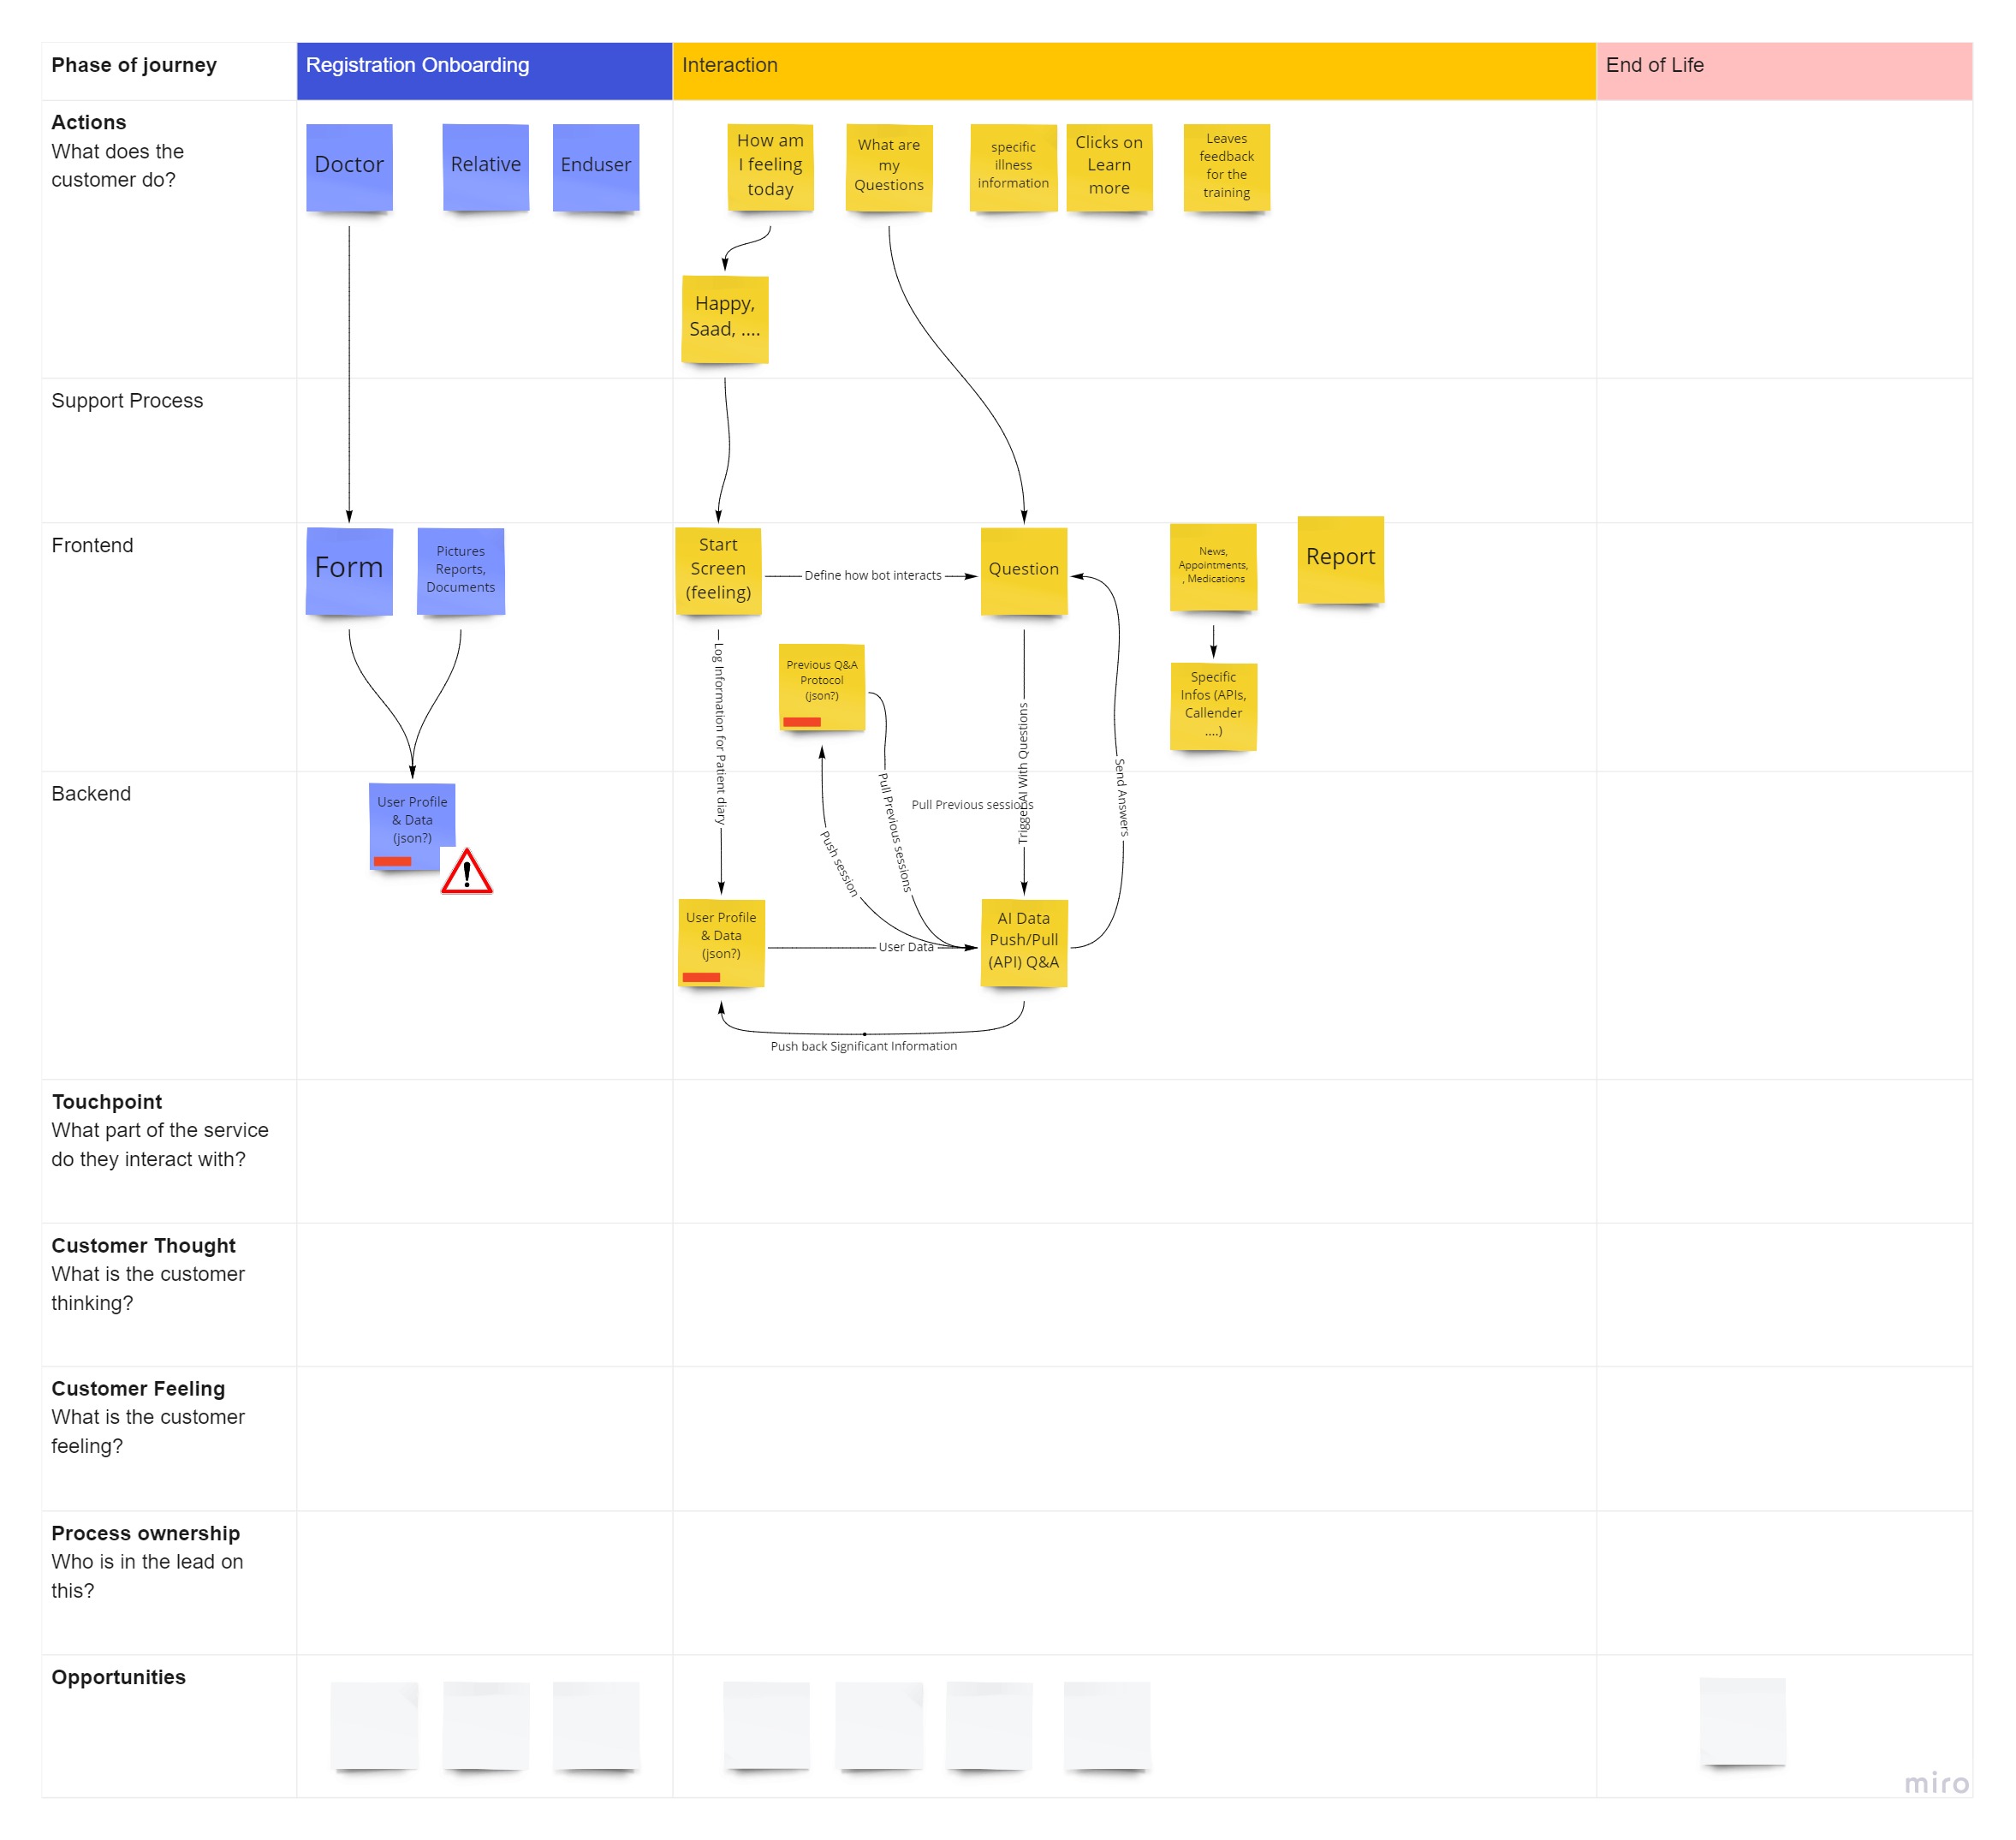 Phase of journey
Registration Onboarding
Interaction
End of Life
Actions
What does the
customer do?
Doctor
Relative
Enduser
How am
I feeling
today
What are
my
Questions
specific
illness
information
Clicks on
Learn
more
Leaves
feedback
for the
training
Happy,
Saad, ....
Support Process
Frontend
Form
Pictures
Reports,
Documents
Start
Screen
(feeling)
Define how bot interacts
Question
News,
Appointments,
, Medications
Report
Log Information for Patient diary
Previous Q&A
Protocol
(json?)
Trigger AI With Questions
Specific
Infos (APIs,
Callender
....)
Backend
User Profile
& Data
(json?)
Push session
Pull Previous sessions
Pull Previous sessions
Send Answers
User Profile
& Data
(json?)
User Data
AI Data
Push/Pull
(API) Q&A
Push back Significant Information
Touchpoint
What part of the service
do they interact with?
Customer Thought
What is the customer
thinking?
Customer Feeling
What is the customer
feeling?
Process ownership
Who is in the lead on
this?
Opportunities
miro